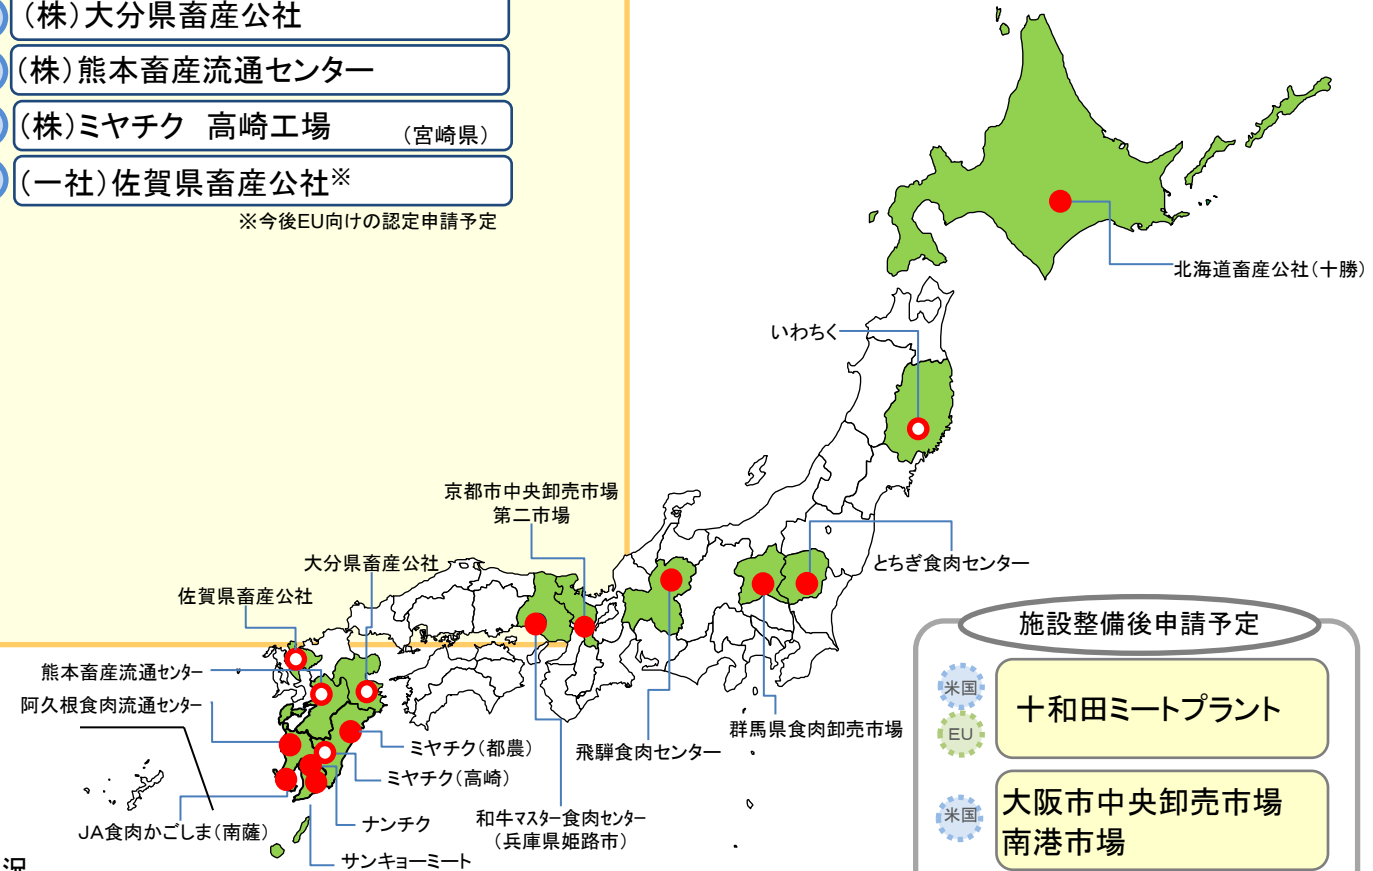 (株)大分県畜産公社
(株)熊本畜産流通センター
(株)ミヤチク　高崎工場　(宮崎県)
(一社)佐賀県畜産公社※
※今後EU向けの認定申請予定
北海道畜産公社(十勝)
いわちく
京都市中央卸売市場
第二市場
大分県畜産公社
佐賀県畜産公社
とちぎ食肉センター
熊本畜産流通センター
阿久根食肉流通センター
ミヤチク(都農)
ミヤチク(高崎)
飛騨食肉センター
群馬県食肉卸売市場
JA食肉かごしま(南薩)
ナンチク
サンキョーミート
和牛マスター食肉センター
(兵庫県姫路市)
施設整備後申請予定
米国
EU
十和田ミートプラント
米国
大阪市中央卸売市場
南港市場
況